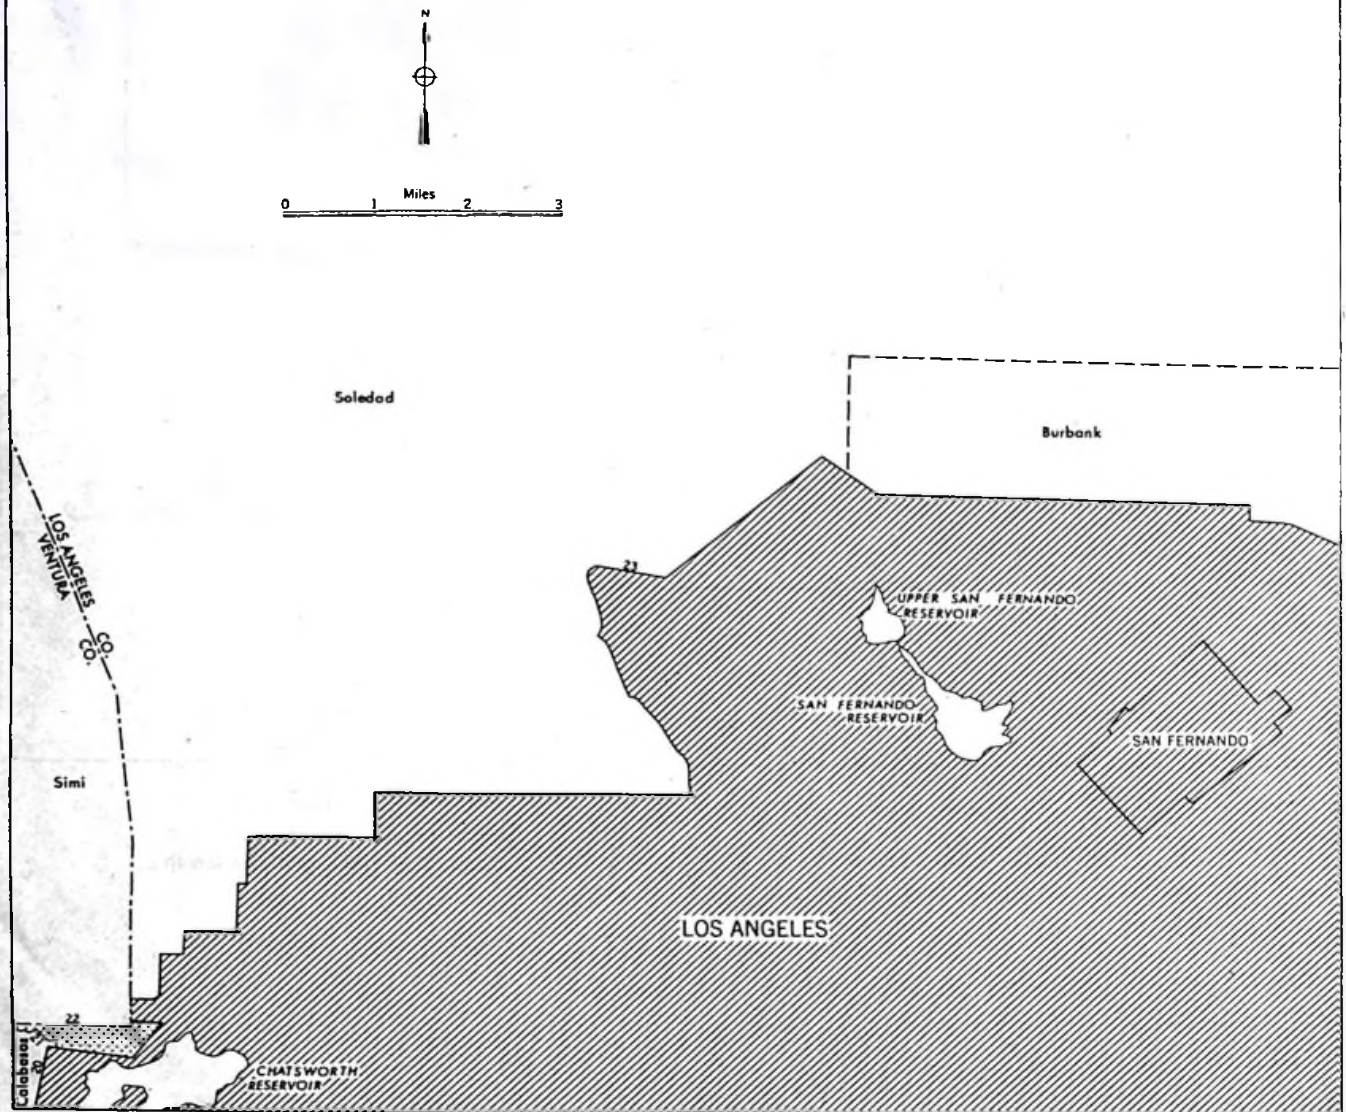 N
Miles
0 1 2 3
Soledad
Burbank
LOS ANGELES CO.
VENTURA CO.
23
UPPER SAN FERNANDO
RESERVOIR
SAN FERNANDO
RESERVOIR
SAN FERNANDO
Simi
LOS ANGELES
22
20
Calabasas
CHATSWORTH
RESERVOIR